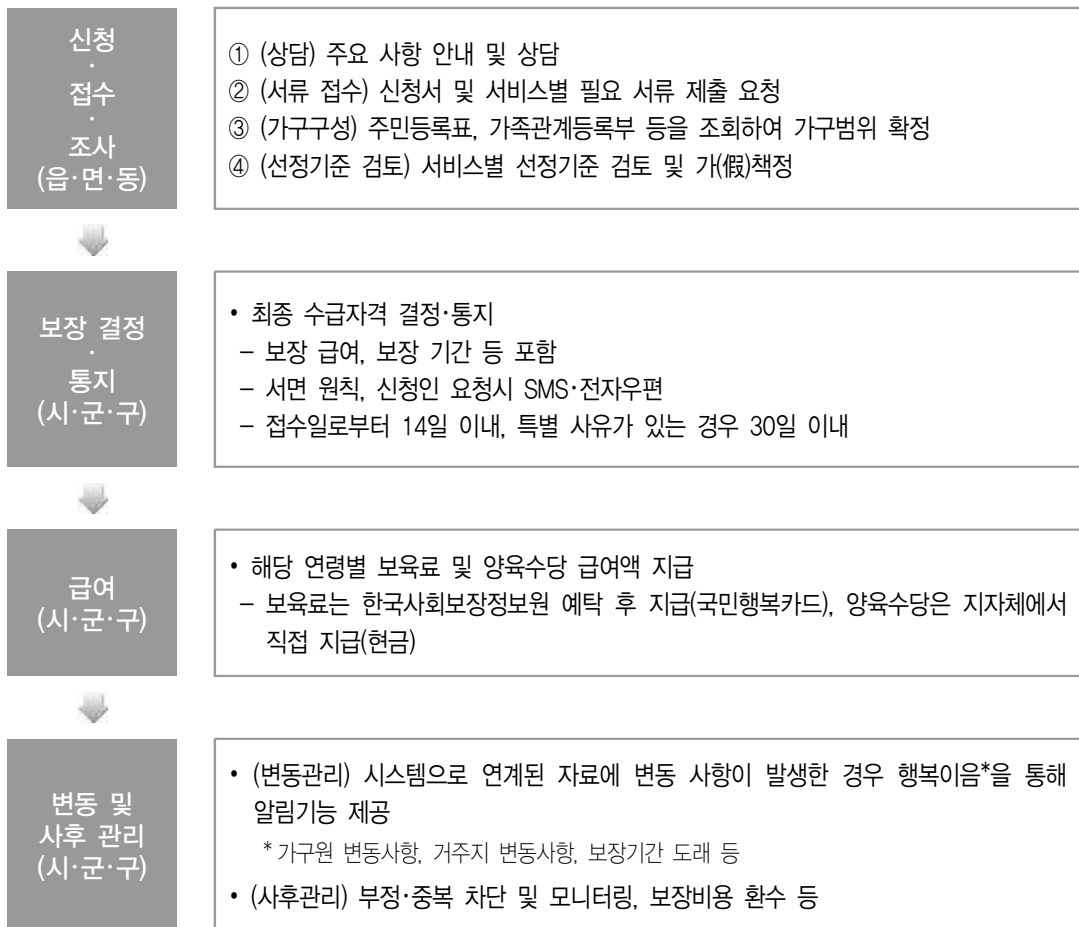 신청
·
접수
·
조사
(읍·면·동)
① (상담) 주요 사항 안내 및 상담
② (서류 접수) 신청서 및 서비스별 필요 서류 제출 요청
③ (가구구성) 주민등록표, 가족관계등록부 등을 조회하여 가구범위 확정
④ (선정기준 검토) 서비스별 선정기준 검토 및 가(假)책정
보장 결정
·
통지
(시·군·구)
• 최종 수급자격 결정·통지
– 보장 급여, 보장 기간 등 포함
– 서면 원칙, 신청인 요청시 SMS·전자우편
– 접수일로부터 14일 이내, 특별 사유가 있는 경우 30일 이내
급여
(시·군·구)
• 해당 연령별 보육료 및 양육수당 급여액 지급
– 보육료는 한국사회보장정보원 예탁 후 지급(국민행복카드), 양육수당은 지자체에서
직접 지급(현금)
변동 및
사후 관리
(시·군·구)
• (변동관리) 시스템으로 연계된 자료에 변동 사항이 발생한 경우 행복이음*을 통해
알림기능 제공
* 가구원 변동사항, 거주지 변동사항, 보장기간 도래 등
• (사후관리) 부정·중복 차단 및 모니터링, 보장비용 환수 등